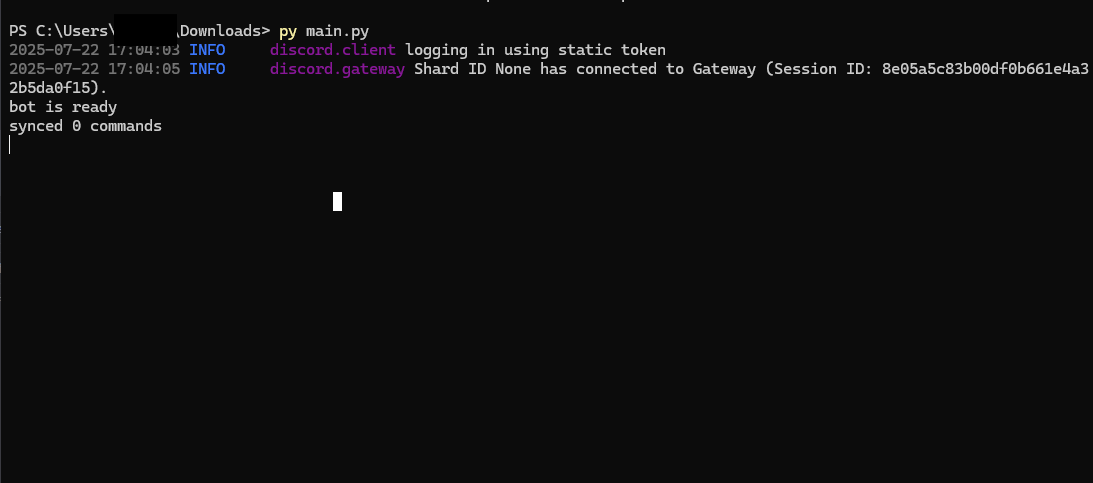 PS C:\Users\ \Downloads> py main.py
2025-07-22 17:04:03 INFO     discord.client logging in using static token
2025-07-22 17:04:05 INFO     discord.gateway Shard ID None has connected to Gateway (Session ID: 8e05a5c83b00df0b661e4a3
2b5da0f15).
bot is ready
synced 0 commands